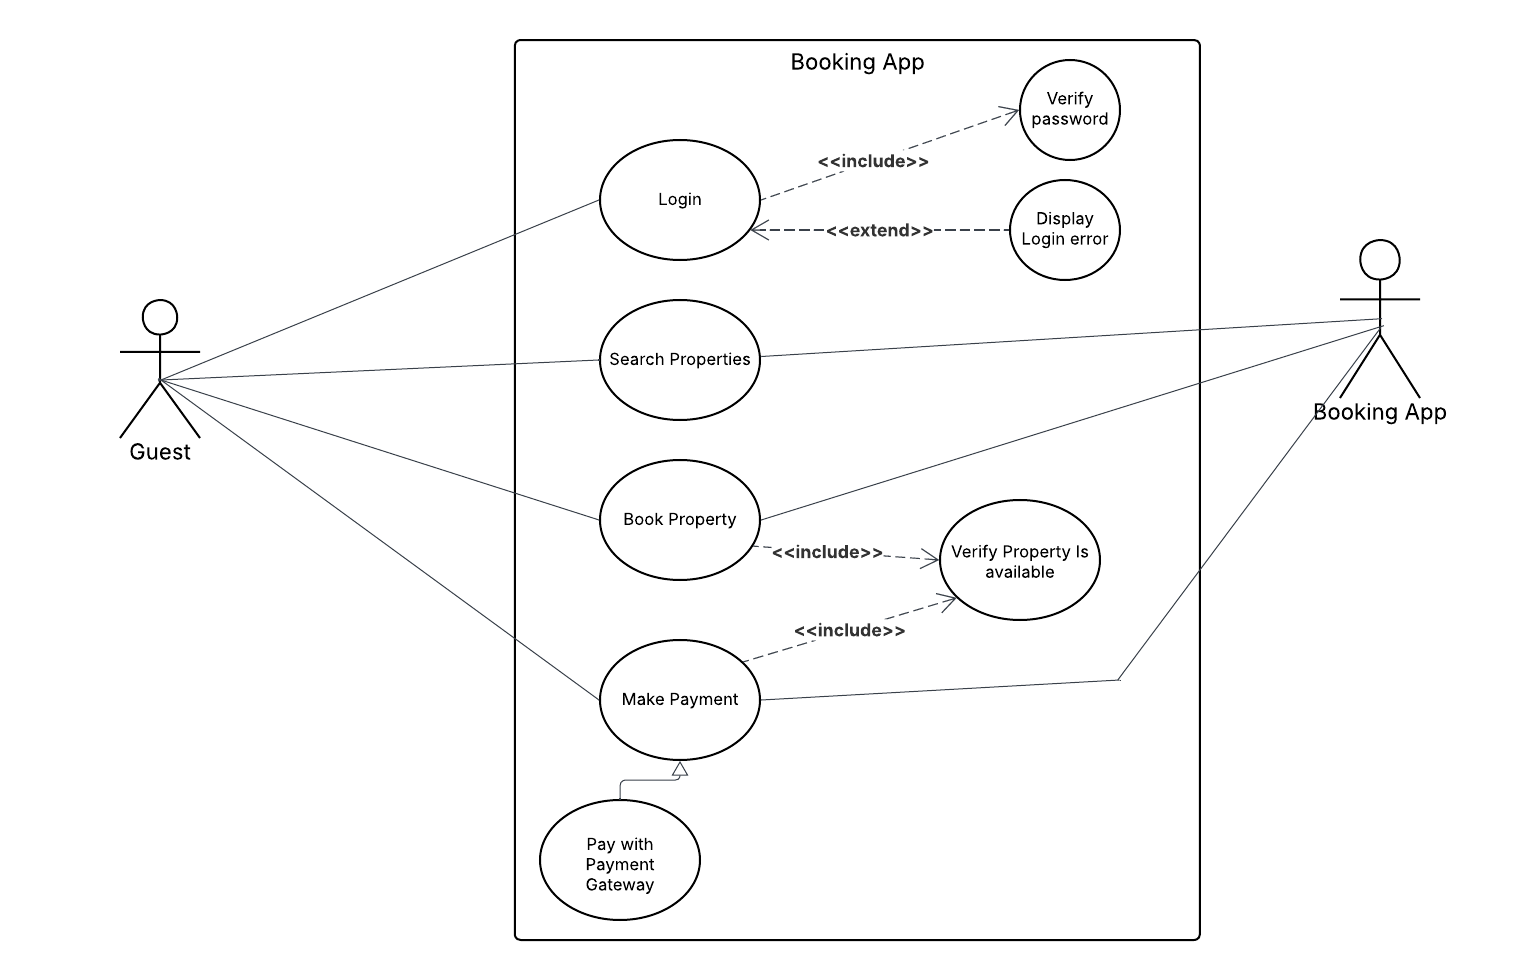 Booking App
Verify
password
<<include>>
Login
Display
Login error
<<extend>>
Search Properties
Guest
Booking App
Book Property
<<include>>
Verify Property Is
available
<<include>>
Make Payment
Pay with
Payment
Gateway